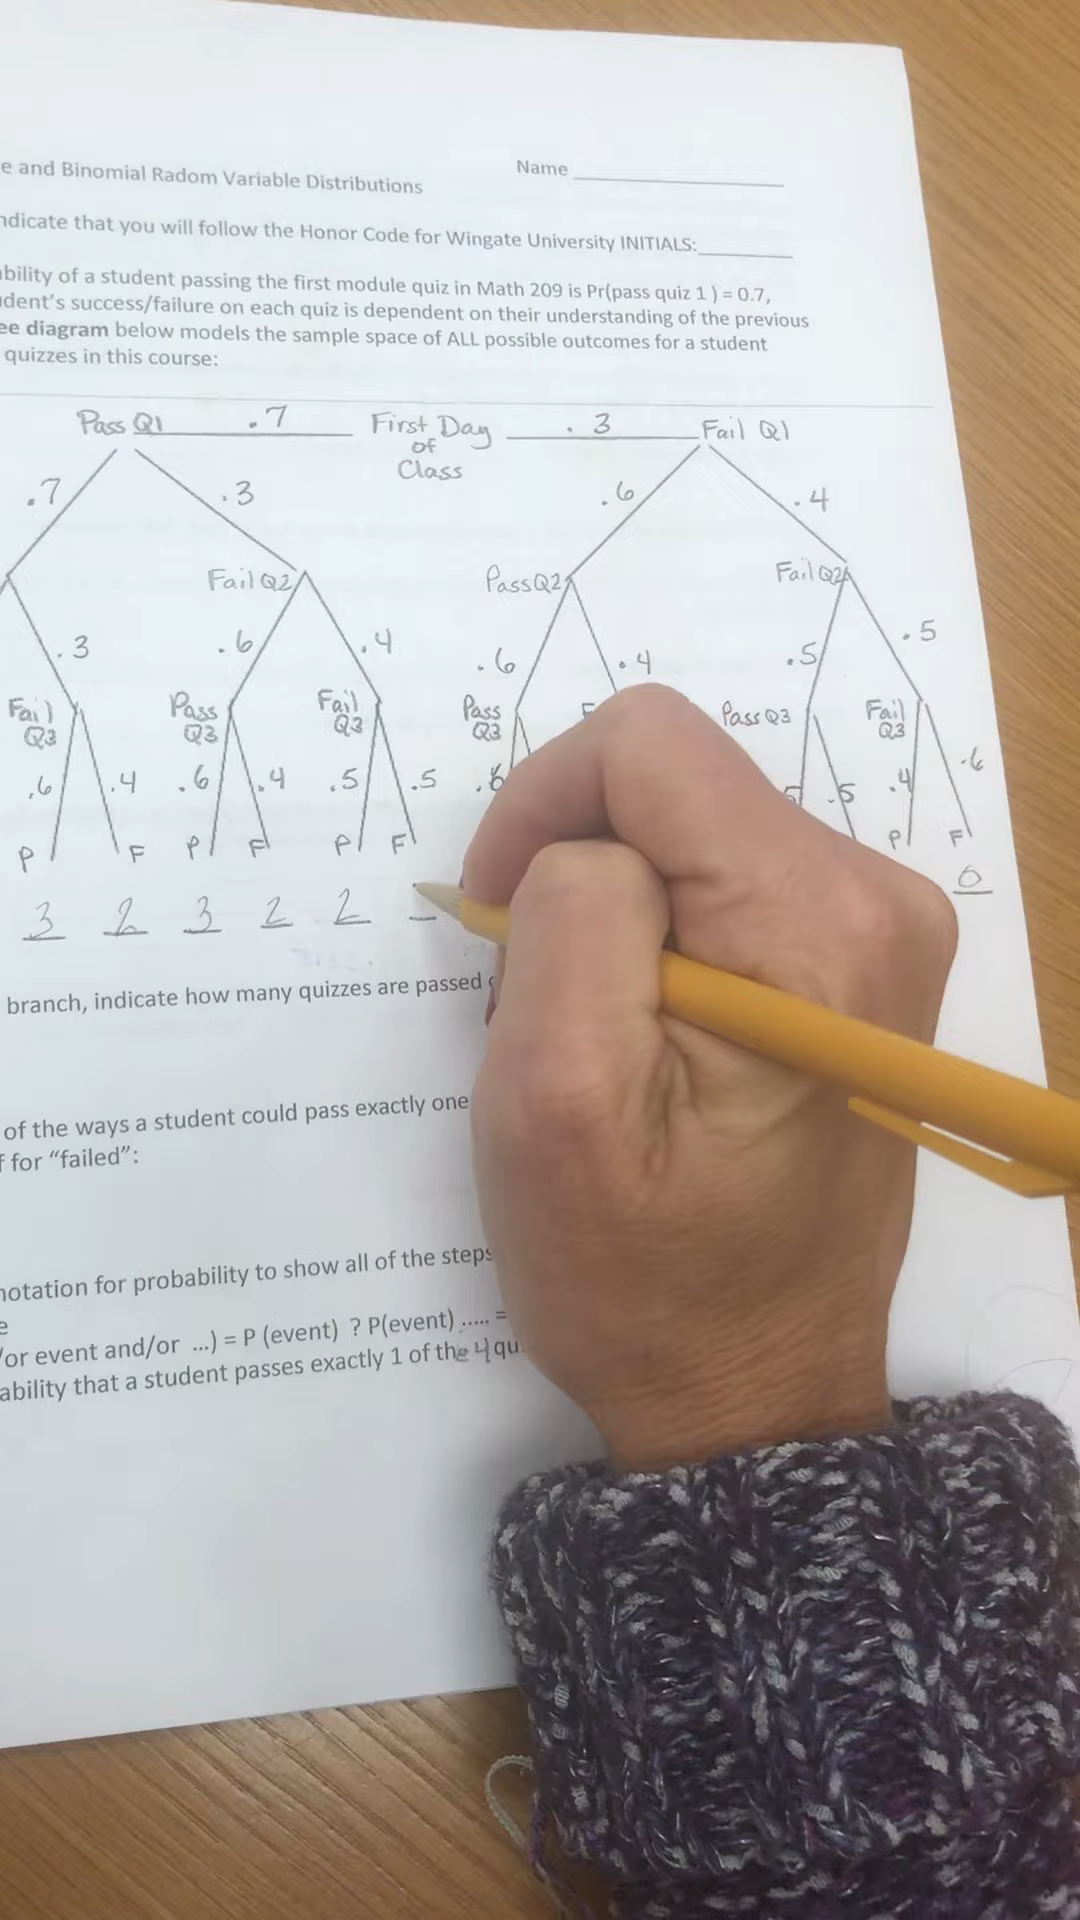 e and Binomial Radom Variable Distributions Name
ndicate that you will follow the Honor Code for Wingate University INITIALS:
ability of a student passing the first module quiz in Math 209 is Pr(pass quiz 1 ) = 0.7,
dent's success/failure on each quiz is dependent on their understanding of the previous
ee diagram below models the sample space of ALL possible outcomes for a student
quizzes in this course:
Pass Q1 .7 First Day of Class .3 Fail Q1
.7 .3 .6 .4
Fail Q2 Pass Q2 Fail Q2
.3 .6 .4 .6 .4 .5 .5
Fail Q3 Pass Q3 Fail Q3 Pass Q3 F Pass Q3 Fail Q3
.6 .4 .6 .4 .5 .5 .6 5 .5 .4 .6
P F P F P F P F
3 2 3 2 2 0
branch, indicate how many quizzes are passed
of the ways a student could pass exactly one
f for "failed":
notation for probability to show all of the steps
e
/or event and/or ...) = P (event) ? P(event) ..... =
ability that a student passes exactly 1 of the 4 qu